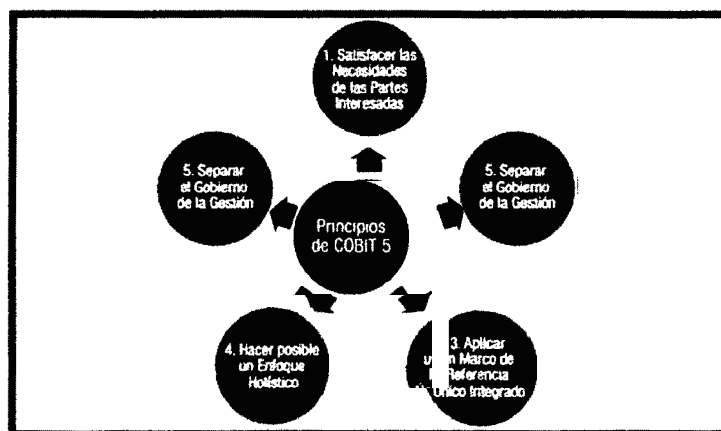 1. Satisfacer las
Necesidades
de las Partes
Interesadas
5. Separar
el Gobierno
de la Gestión
5. Separar
el Gobierno
de la Gestión
Principios
de COBIT 5
4. Hacer posible
un Enfoque
Holístico
3. Aplicar
un Marco de
Referencia
Único Integrado